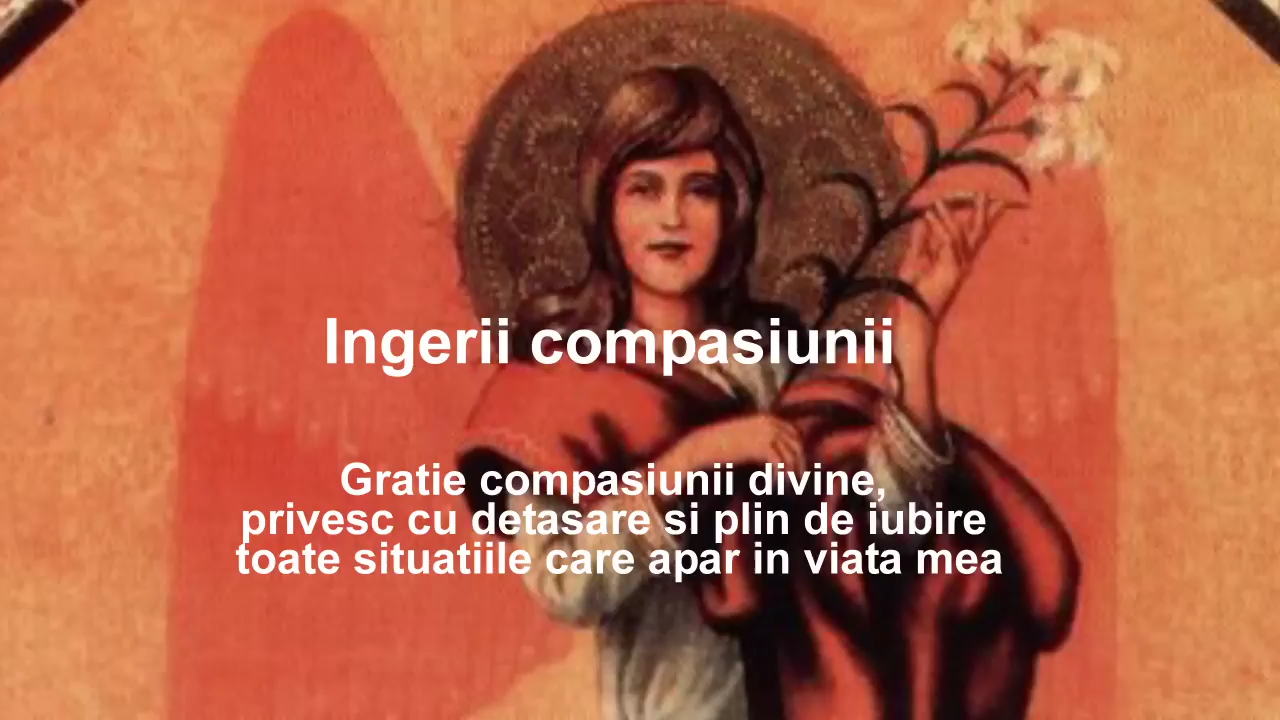 Ingerii compasiunii
Gratie compasiunii divine,
privesc cu detasare si plin de iubire
toate situatiile care apar in viata mea